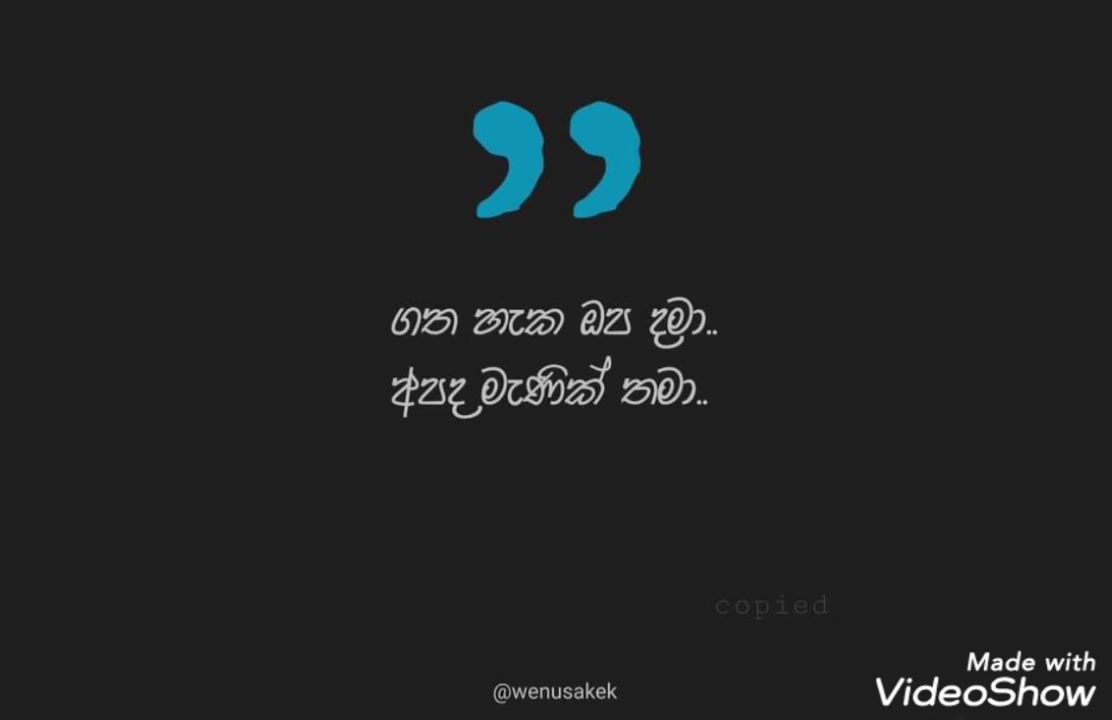 ගත හැක ඔප දමා..
අපද මැණික් තමා..
copied
@wenusakek
Made with
VideoShow